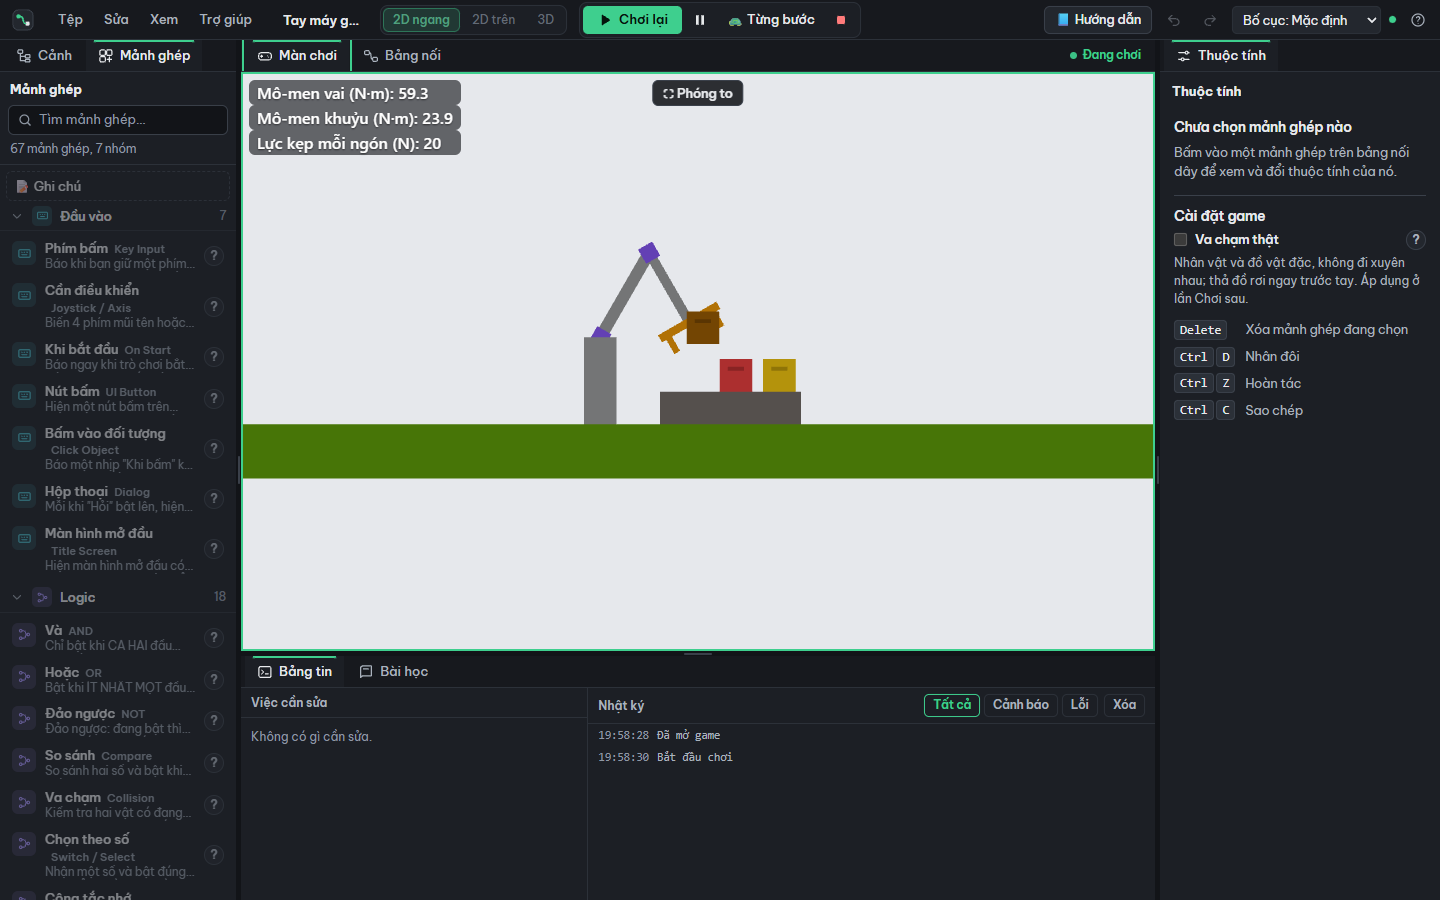 Tệp Sửa Xem Trợ giúp Tay máy g... 2D ngang 2D trên 3D Chơi lại Từng bước Hướng dẫn Bố cục: Mặc định
Cảnh Mảnh ghép
Mảnh ghép
Tìm mảnh ghép...
67 mảnh ghép, 7 nhóm
Ghi chú
Đầu vào 7
Phím bấm Key Input
Báo khi bạn giữ một phím...
Cần điều khiển
Joystick / Axis
Biến 4 phím mũi tên hoặc...
Khi bắt đầu On Start
Báo ngay khi trò chơi bắt...
Nút bấm UI Button
Hiện một nút bấm trên...
Bấm vào đối tượng
Click Object
Báo một nhịp "Khi bấm" k...
Hộp thoại Dialog
Mỗi khi "Hỏi" bật lên, hiện...
Màn hình mở đầu
Title Screen
Hiện màn hình mở đầu có...
Logic 18
Và AND
Chỉ bật khi CẢ HAI đầu...
Hoặc OR
Bật khi ÍT NHẤT MỘT đầu...
Đảo ngược NOT
Đảo ngược: đang bật thì...
So sánh Compare
So sánh hai số và bật khi...
Va chạm Collision
Kiểm tra hai vật có đang...
Chọn theo số
Switch / Select
Nhận một số và bật đúng...
Công tắc nhớ
Màn chơi Bảng nối Đang chơi
Mô-men vai (N·m): 59.3
Mô-men khuỷu (N·m): 23.9
Lực kẹp mỗi ngón (N): 20
Phóng to
Bảng tin Bài học
Việc cần sửa
Không có gì cần sửa.
Nhật ký Tất cả Cảnh báo Lỗi Xóa
19:58:28 Đã mở game
19:58:30 Bắt đầu chơi
Thuộc tính
Thuộc tính
Chưa chọn mảnh ghép nào
Bấm vào một mảnh ghép trên bảng nối
dây để xem và đổi thuộc tính của nó.
Cài đặt game
Va chạm thật ?
Nhân vật và đồ vật đặc, không đi xuyên
nhau; thả đồ rơi ngay trước tay. Áp dụng ở
lần Chơi sau.
Delete Xóa mảnh ghép đang chọn
Ctrl D Nhân đôi
Ctrl Z Hoàn tác
Ctrl C Sao chép